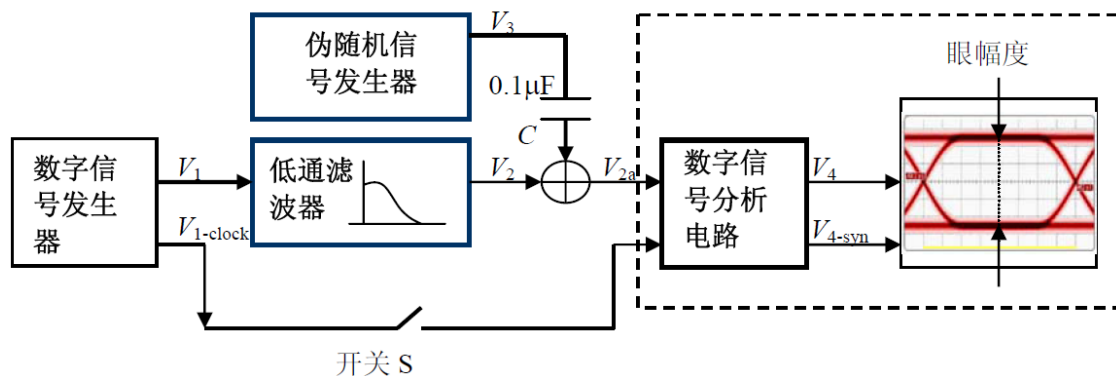 伪随机信
号发生器
V3
0.1μF
C
眼幅度
数字信
号发生
器
V1
V1-clock
低通滤
波器
V2
V2a
数字信
号分析
电路
V4
V4-syn
开关 S